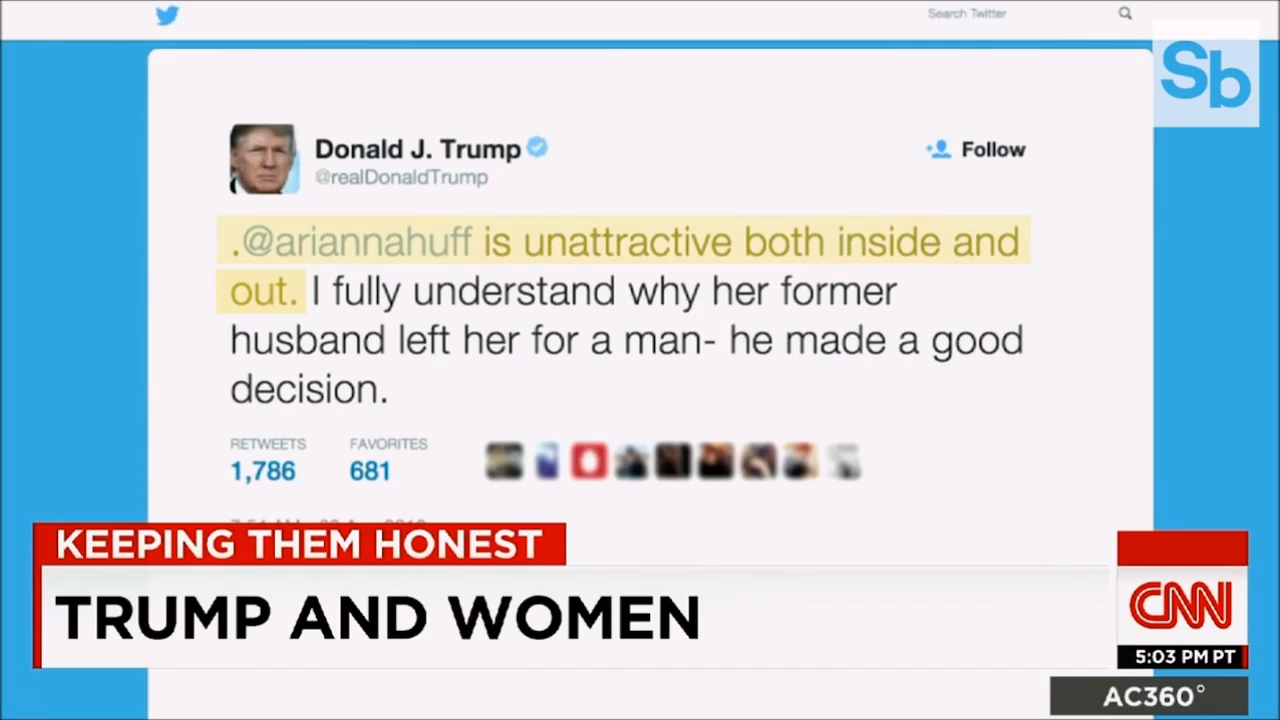 Search Twitter
Sb
Donald J. Trump
@realDonaldTrump
Follow
.@ariannahuff is unattractive both inside and
out. I fully understand why her former
husband left her for a man- he made a good
decision.
RETWEETS FAVORITES
1,786 681
KEEPING THEM HONEST
TRUMP AND WOMEN
CNN
5:03 PM PT
AC360°